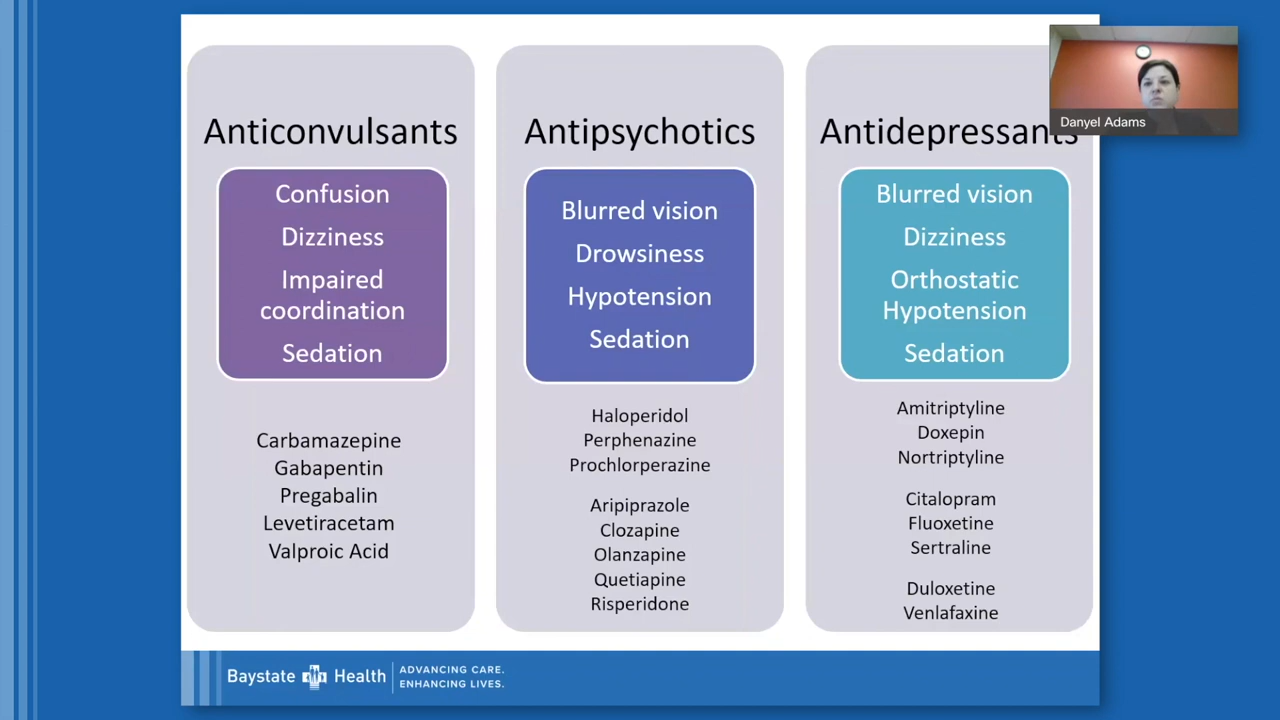 Anticonvulsants
Confusion
Dizziness
Impaired
coordination
Sedation
Carbamazepine
Gabapentin
Pregabalin
Levetiracetam
Valproic Acid
Antipsychotics
Blurred vision
Drowsiness
Hypotension
Sedation
Haloperidol
Perphenazine
Prochlorperazine
Aripiprazole
Clozapine
Olanzapine
Quetiapine
Risperidone
Antidepressants
Blurred vision
Dizziness
Orthostatic
Hypotension
Sedation
Amitriptyline
Doxepin
Nortriptyline
Citalopram
Fluoxetine
Sertraline
Duloxetine
Venlafaxine
Danyel Adams
Baystate Health
ADVANCING CARE.
ENHANCING LIVES.